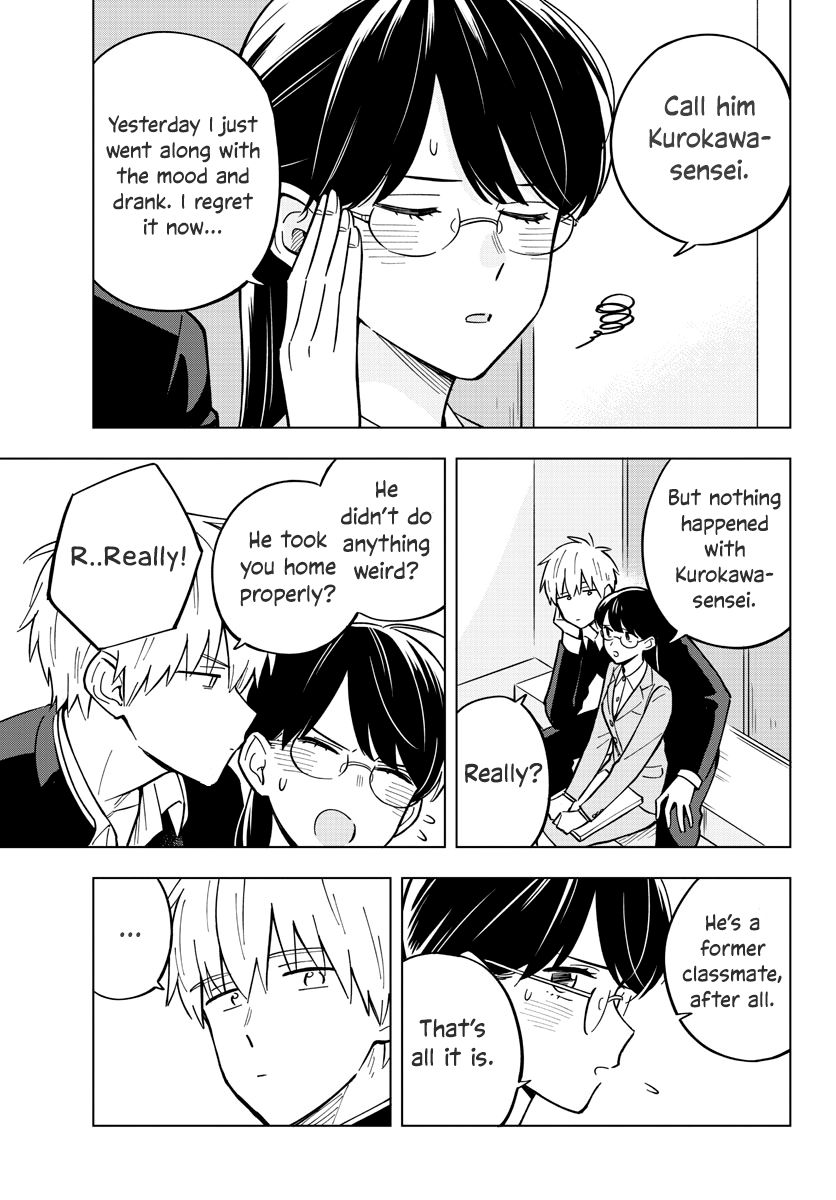 Call him
Kurokawa-
sensei.
Yesterday I just
went along with
the mood and
drank. I regret
it now...
But nothing
happened
with
Kurokawa-
sensei.
Really?
He
didn't do
anything
weird?
He took
you home
properly?
R..Really!
He's a
former
classmate,
after all.
That's
all it is.
...